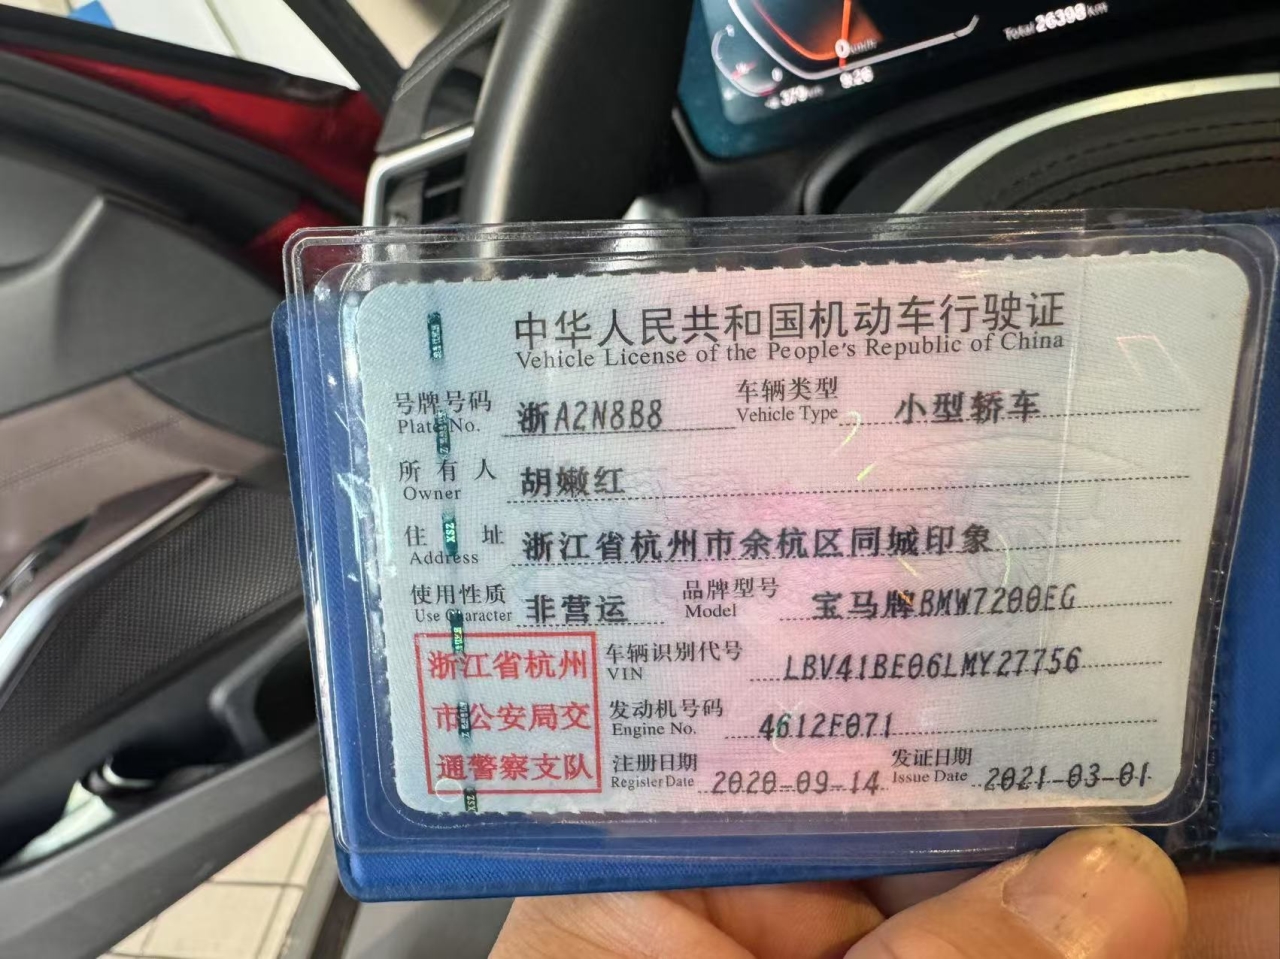 Total 26398 km
0 km/h
379 km
9:26
中华人民共和国机动车行驶证
Vehicle License of the People's Republic of China
号牌号码 浙A2N8B8 车辆类型 小型轿车
Plate No. Vehicle Type
所有人 胡嫩红
Owner
住址 浙江省杭州市余杭区同城印象
Address
使用性质 非营运 品牌型号 宝马牌BMW7200EG
Use Character Model
浙江省杭州市公安局交通警察支队
车辆识别代号 LBV41BE06LMY27756
VIN
发动机号码 4612F071
Engine No.
注册日期 2020-09-14 发证日期 2021-03-01
Register Date Issue Date
XSZ